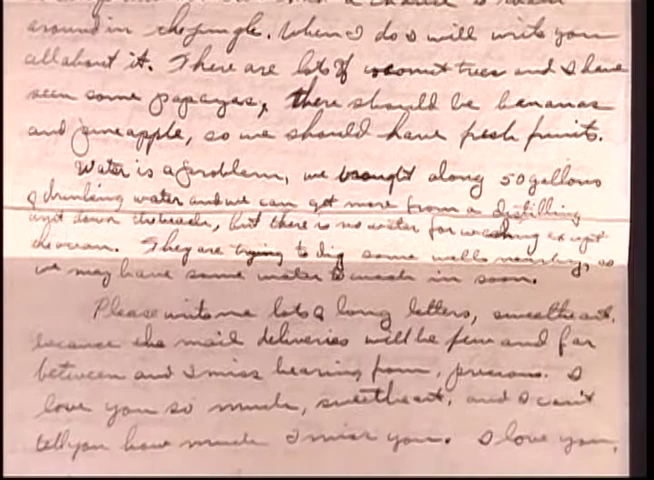 around in the jungle. When I do I will write you
all about it. There are lots of coconut trees and I have
seen some papayas, there should be bananas
and pineapple, so we should have fresh fruits.
Water is a problem, we brought along 50 gallons
of drinking water and we can get more from a distilling
unit down the beach, but there is no water for washing except
the ocean. They are trying to dig some wells nearby, so
we may have some water to wash in soon.
Please write me lots of long letters, sweetheart,
because the mail deliveries will be few and far
between and I miss hearing from, precious. I
love you so much, sweetheart, and I can't
tell you how much I miss you. I love you,